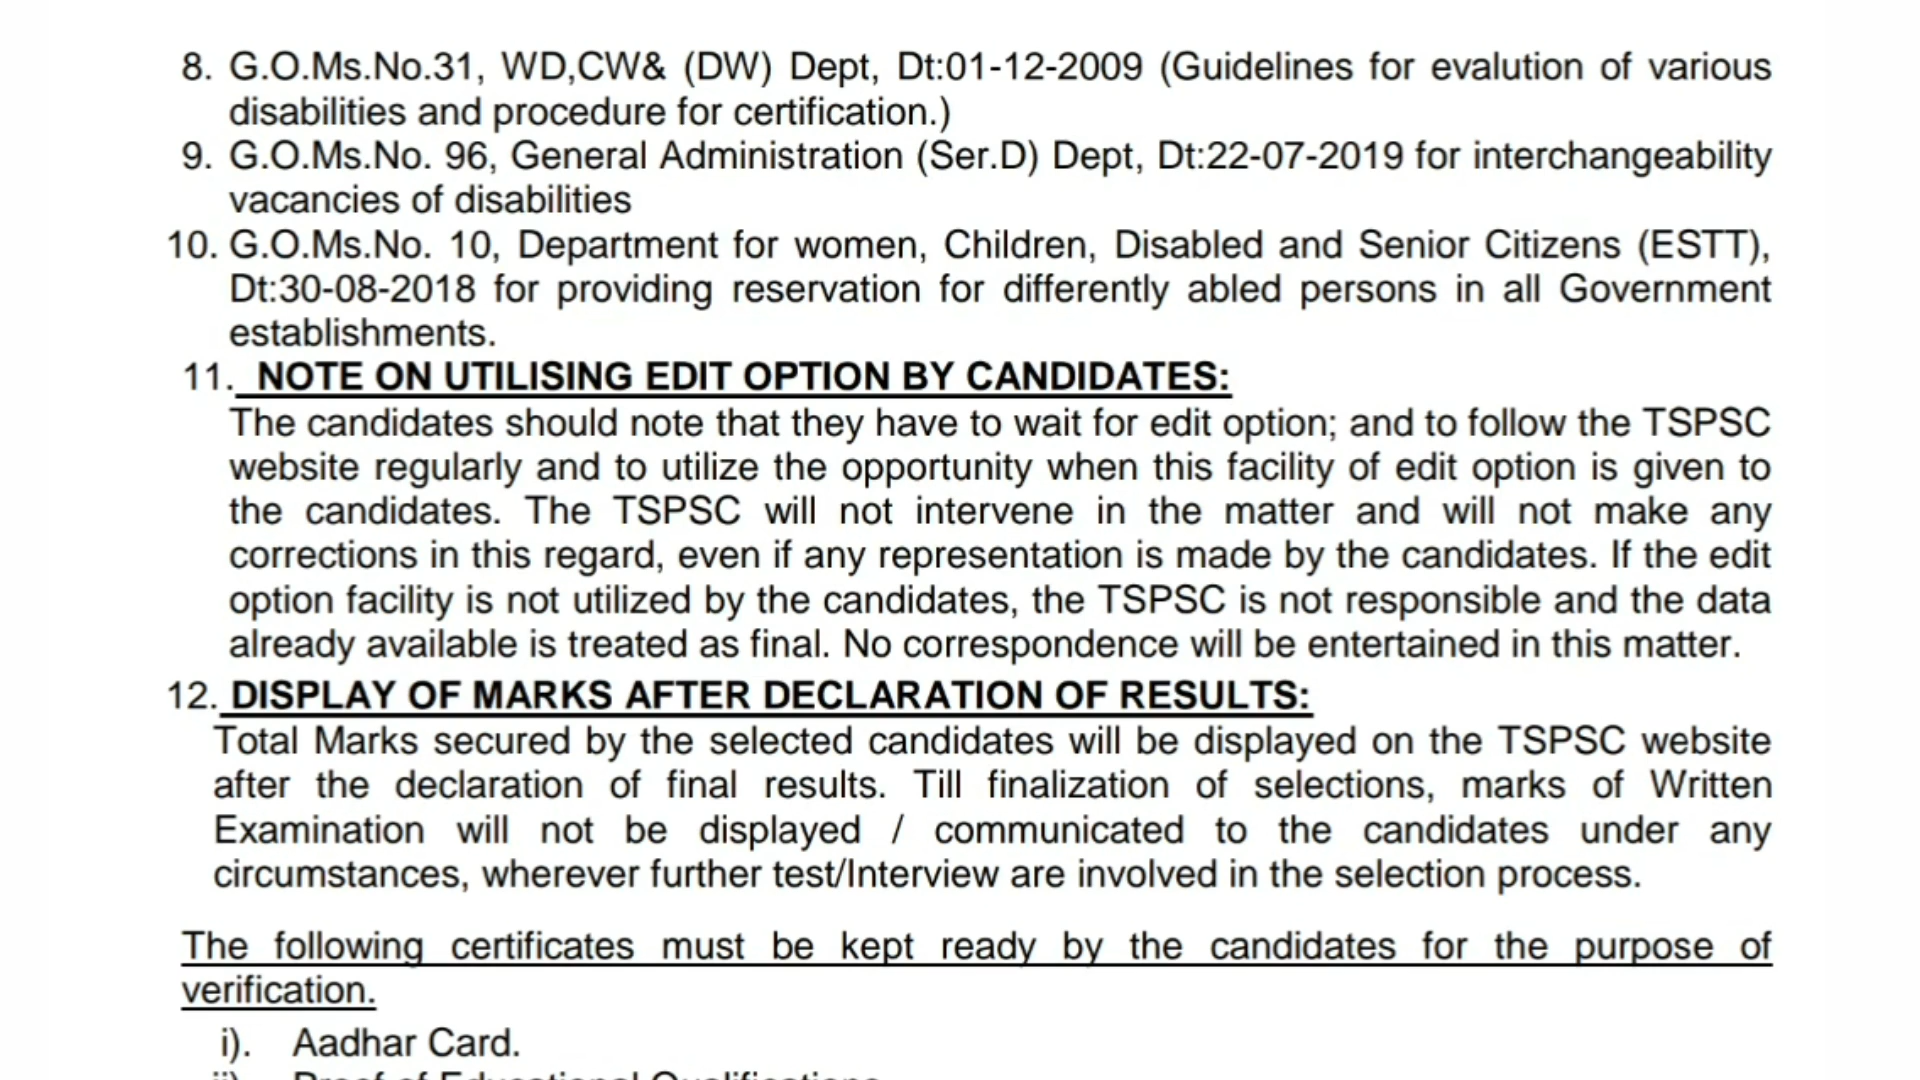 8. G.O.Ms.No.31, WD,CW& (DW) Dept, Dt:01-12-2009 (Guidelines for evalution of various
disabilities and procedure for certification.)
9. G.O.Ms.No. 96, General Administration (Ser.D) Dept, Dt:22-07-2019 for interchangeability
vacancies of disabilities
10. G.O.Ms.No. 10, Department for women, Children, Disabled and Senior Citizens (ESTT),
Dt:30-08-2018 for providing reservation for differently abled persons in all Government
establishments.
11. NOTE ON UTILISING EDIT OPTION BY CANDIDATES:
The candidates should note that they have to wait for edit option; and to follow the TSPSC
website regularly and to utilize the opportunity when this facility of edit option is given to
the candidates. The TSPSC will not intervene in the matter and will not make any
corrections in this regard, even if any representation is made by the candidates. If the edit
option facility is not utilized by the candidates, the TSPSC is not responsible and the data
already available is treated as final. No correspondence will be entertained in this matter.
12. DISPLAY OF MARKS AFTER DECLARATION OF RESULTS:
Total Marks secured by the selected candidates will be displayed on the TSPSC website
after the declaration of final results. Till finalization of selections, marks of Written
Examination will not be displayed / communicated to the candidates under any
circumstances, wherever further test/Interview are involved in the selection process.
The following certificates must be kept ready by the candidates for the purpose of
verification.
i). Aadhar Card.
ii) Proof of Educational Qualifications